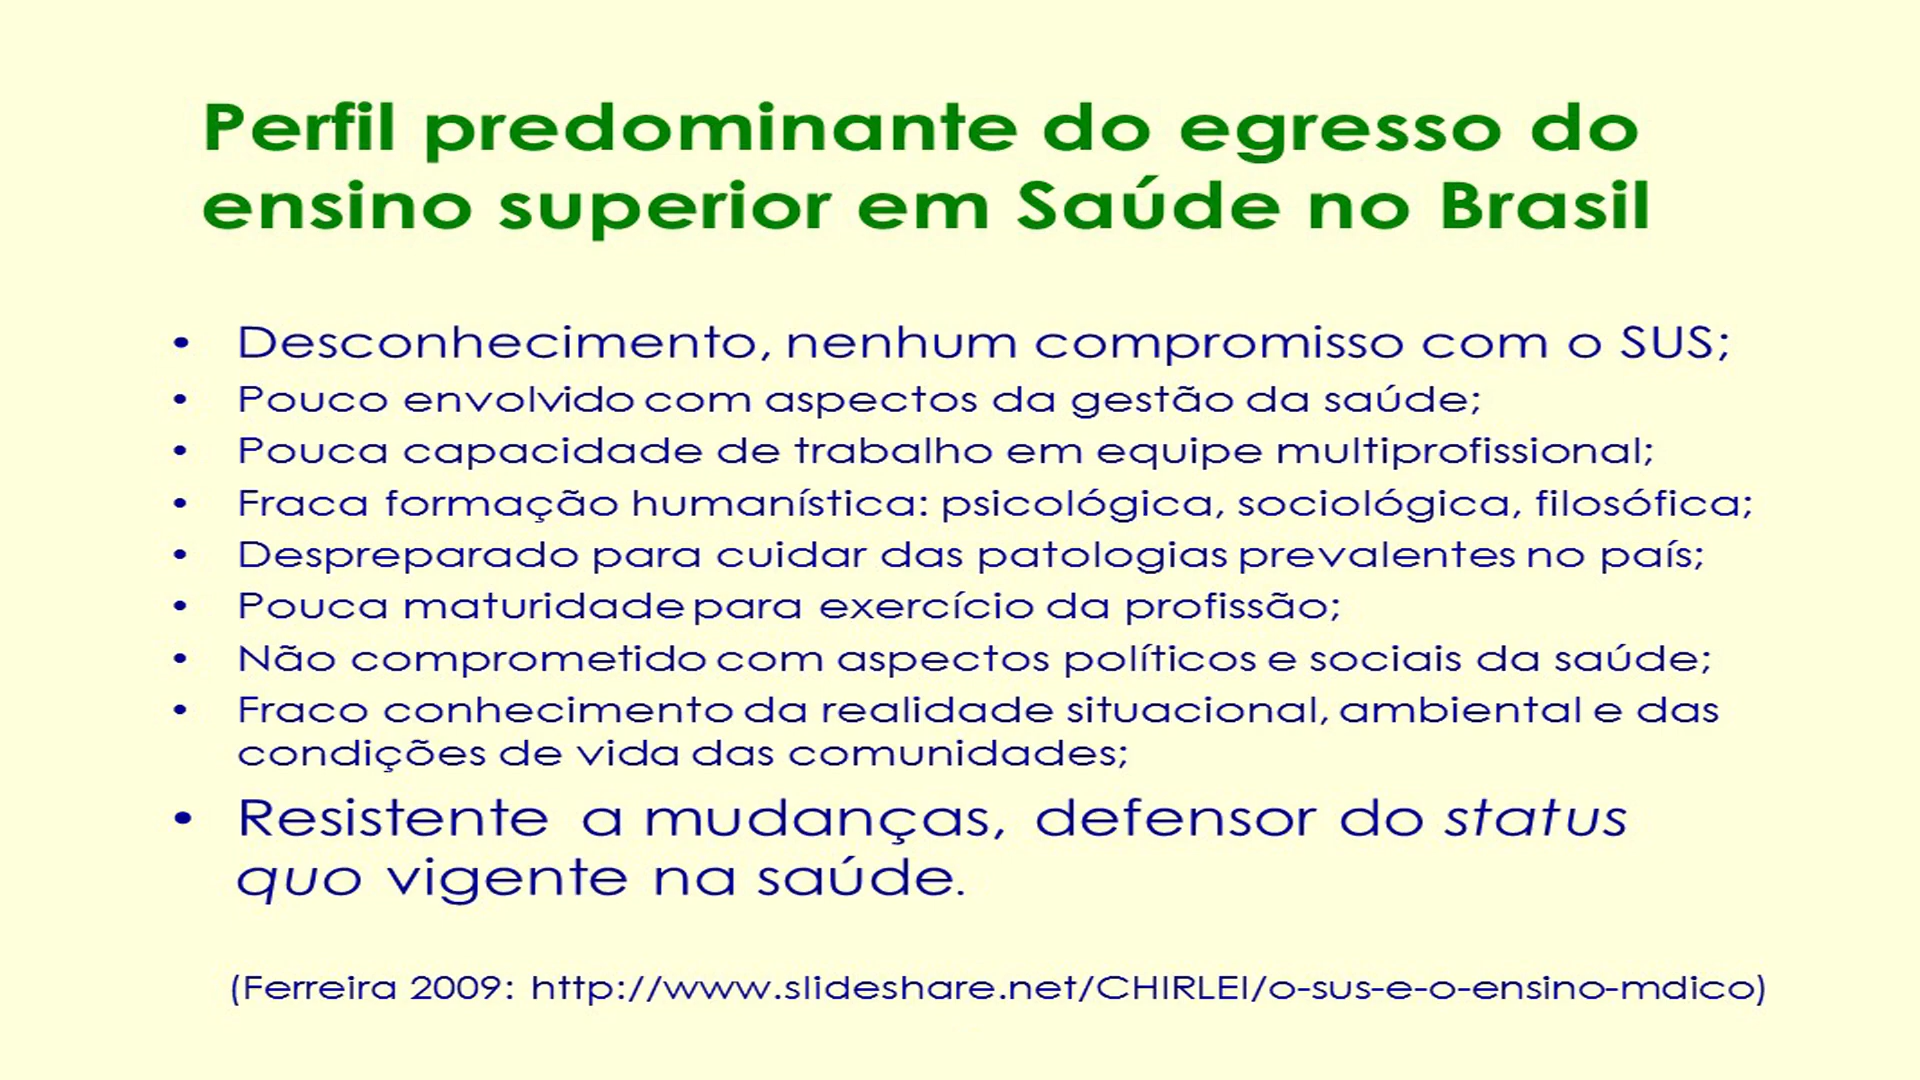 Perfil predominante do egresso do
ensino superior em Saúde no Brasil
• Desconhecimento, nenhum compromisso com o SUS;
• Pouco envolvido com aspectos da gestão da saúde;
• Pouca capacidade de trabalho em equipe multiprofissional;
• Fraca formação humanística: psicológica, sociológica, filosófica;
• Despreparado para cuidar das patologias prevalentes no país;
• Pouca maturidade para exercício da profissão;
• Não comprometido com aspectos políticos e sociais da saúde;
• Fraco conhecimento da realidade situacional, ambiental e das
condições de vida das comunidades;
• Resistente a mudanças, defensor do status
quo vigente na saúde.
(Ferreira 2009: http://www.slideshare.net/CHIRLEI/o-sus-e-o-ensino-mdico)